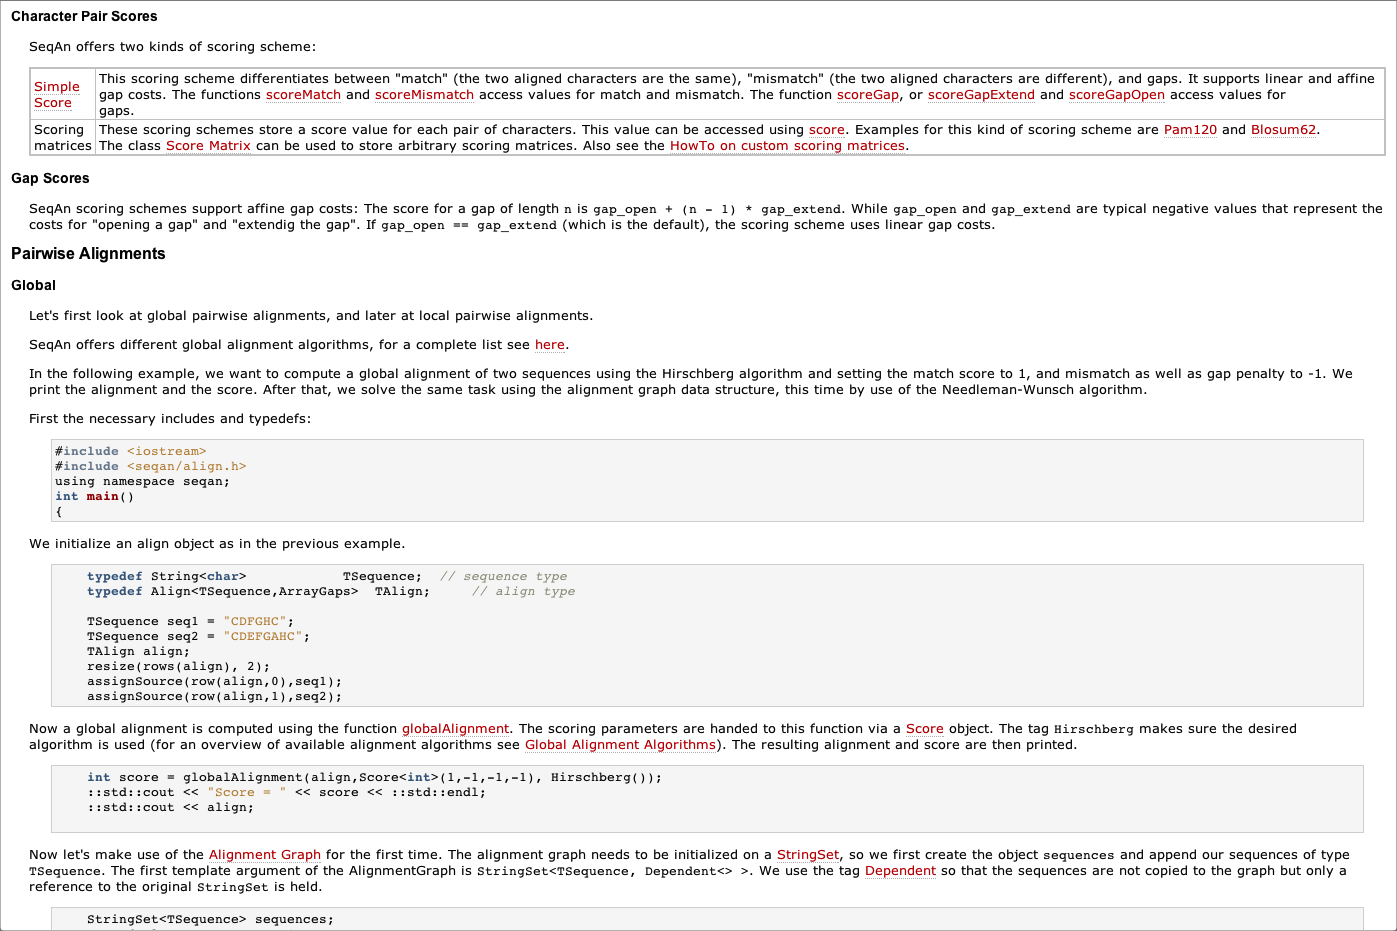 Character Pair Scores
SeqAn offers two kinds of scoring scheme:
Simple Score
This scoring scheme differentiates between "match" (the two aligned characters are the same), "mismatch" (the two aligned characters are different), and gaps. It supports linear and affine
gap costs. The functions scoreMatch and scoreMismatch access values for match and mismatch. The function scoreGap, or scoreGapExtend and scoreGapOpen access values for
gaps.
Scoring matrices
These scoring schemes store a score value for each pair of characters. This value can be accessed using score. Examples for this kind of scoring scheme are Pam120 and Blosum62.
The class Score Matrix can be used to store arbitrary scoring matrices. Also see the HowTo on custom scoring matrices.
Gap Scores
SeqAn scoring schemes support affine gap costs: The score for a gap of length n is gap_open + (n - 1) * gap_extend. While gap_open and gap_extend are typical negative values that represent the
costs for "opening a gap" and "extendig the gap". If gap_open == gap_extend (which is the default), the scoring scheme uses linear gap costs.
Pairwise Alignments
Global
Let's first look at global pairwise alignments, and later at local pairwise alignments.
SeqAn offers different global alignment algorithms, for a complete list see here.
In the following example, we want to compute a global alignment of two sequences using the Hirschberg algorithm and setting the match score to 1, and mismatch as well as gap penalty to -1. We
print the alignment and the score. After that, we solve the same task using the alignment graph data structure, this time by use of the Needleman-Wunsch algorithm.
First the necessary includes and typedefs:
#include <iostream>
#include <seqan/align.h>
using namespace seqan;
int main()
{
We initialize an align object as in the previous example.
typedef String<char> TSequence; // sequence type
typedef Align<TSequence,ArrayGaps> TAlign; // align type
TSequence seq1 = "CDFGHC";
TSequence seq2 = "CDEFGAHC";
TAlign align;
resize(rows(align), 2);
assignSource(row(align,0),seq1);
assignSource(row(align,1),seq2);
Now a global alignment is computed using the function globalAlignment. The scoring parameters are handed to this function via a Score object. The tag Hirschberg makes sure the desired
algorithm is used (for an overview of available alignment algorithms see Global Alignment Algorithms). The resulting alignment and score are then printed.
int score = globalAlignment(align,Score<int>(1,-1,-1,-1), Hirschberg());
::std::cout << "Score = " << score << ::std::endl;
::std::cout << align;
Now let's make use of the Alignment Graph for the first time. The alignment graph needs to be initialized on a StringSet, so we first create the object sequences and append our sequences of type
TSequence. The first template argument of the AlignmentGraph is StringSet<TSequence, Dependent<> >. We use the tag Dependent so that the sequences are not copied to the graph but only a
reference to the original StringSet is held.
StringSet<TSequence> sequences;